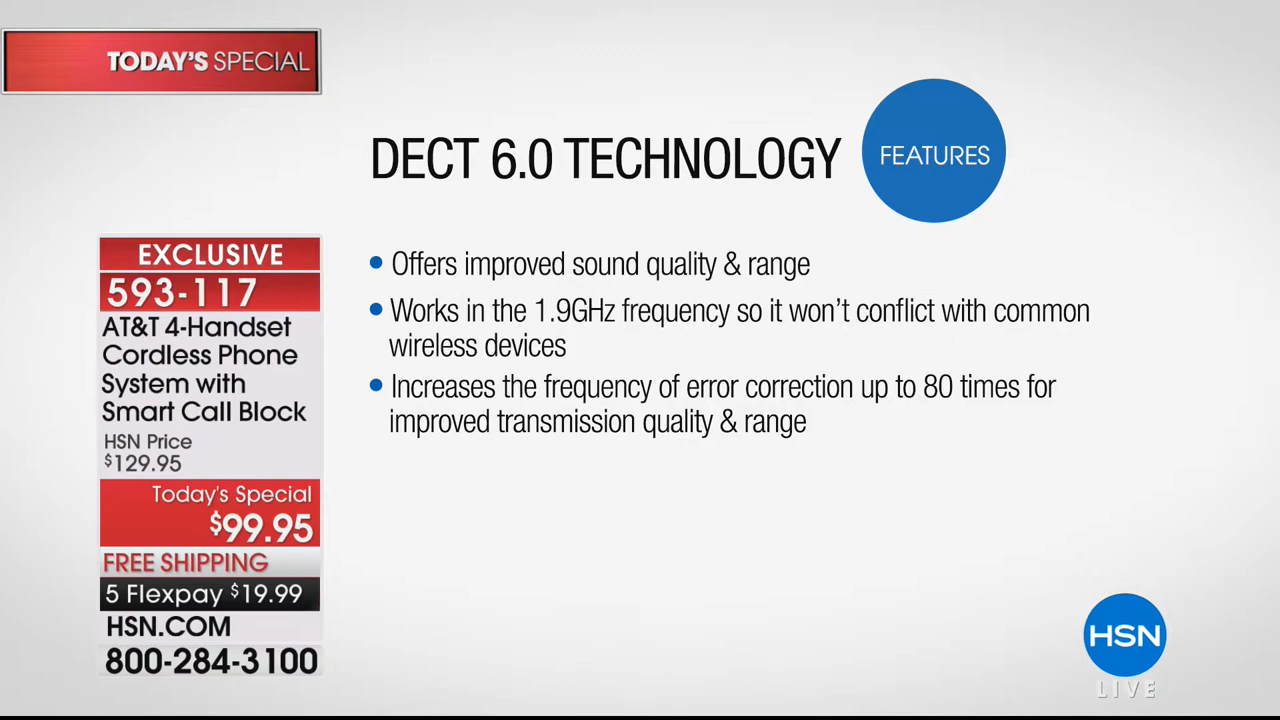 TODAY'S SPECIAL
DECT 6.0 TECHNOLOGY
FEATURES
• Offers improved sound quality & range
• Works in the 1.9GHz frequency so it won't conflict with common
wireless devices
• Increases the frequency of error correction up to 80 times for
improved transmission quality & range
EXCLUSIVE
593-117
AT&T 4-Handset
Cordless Phone
System with
Smart Call Block
HSN Price
$129.95
Today's Special
$99.95
FREE SHIPPING
5 Flexpay $19.99
HSN.COM
800-284-3100
HSN
LIVE